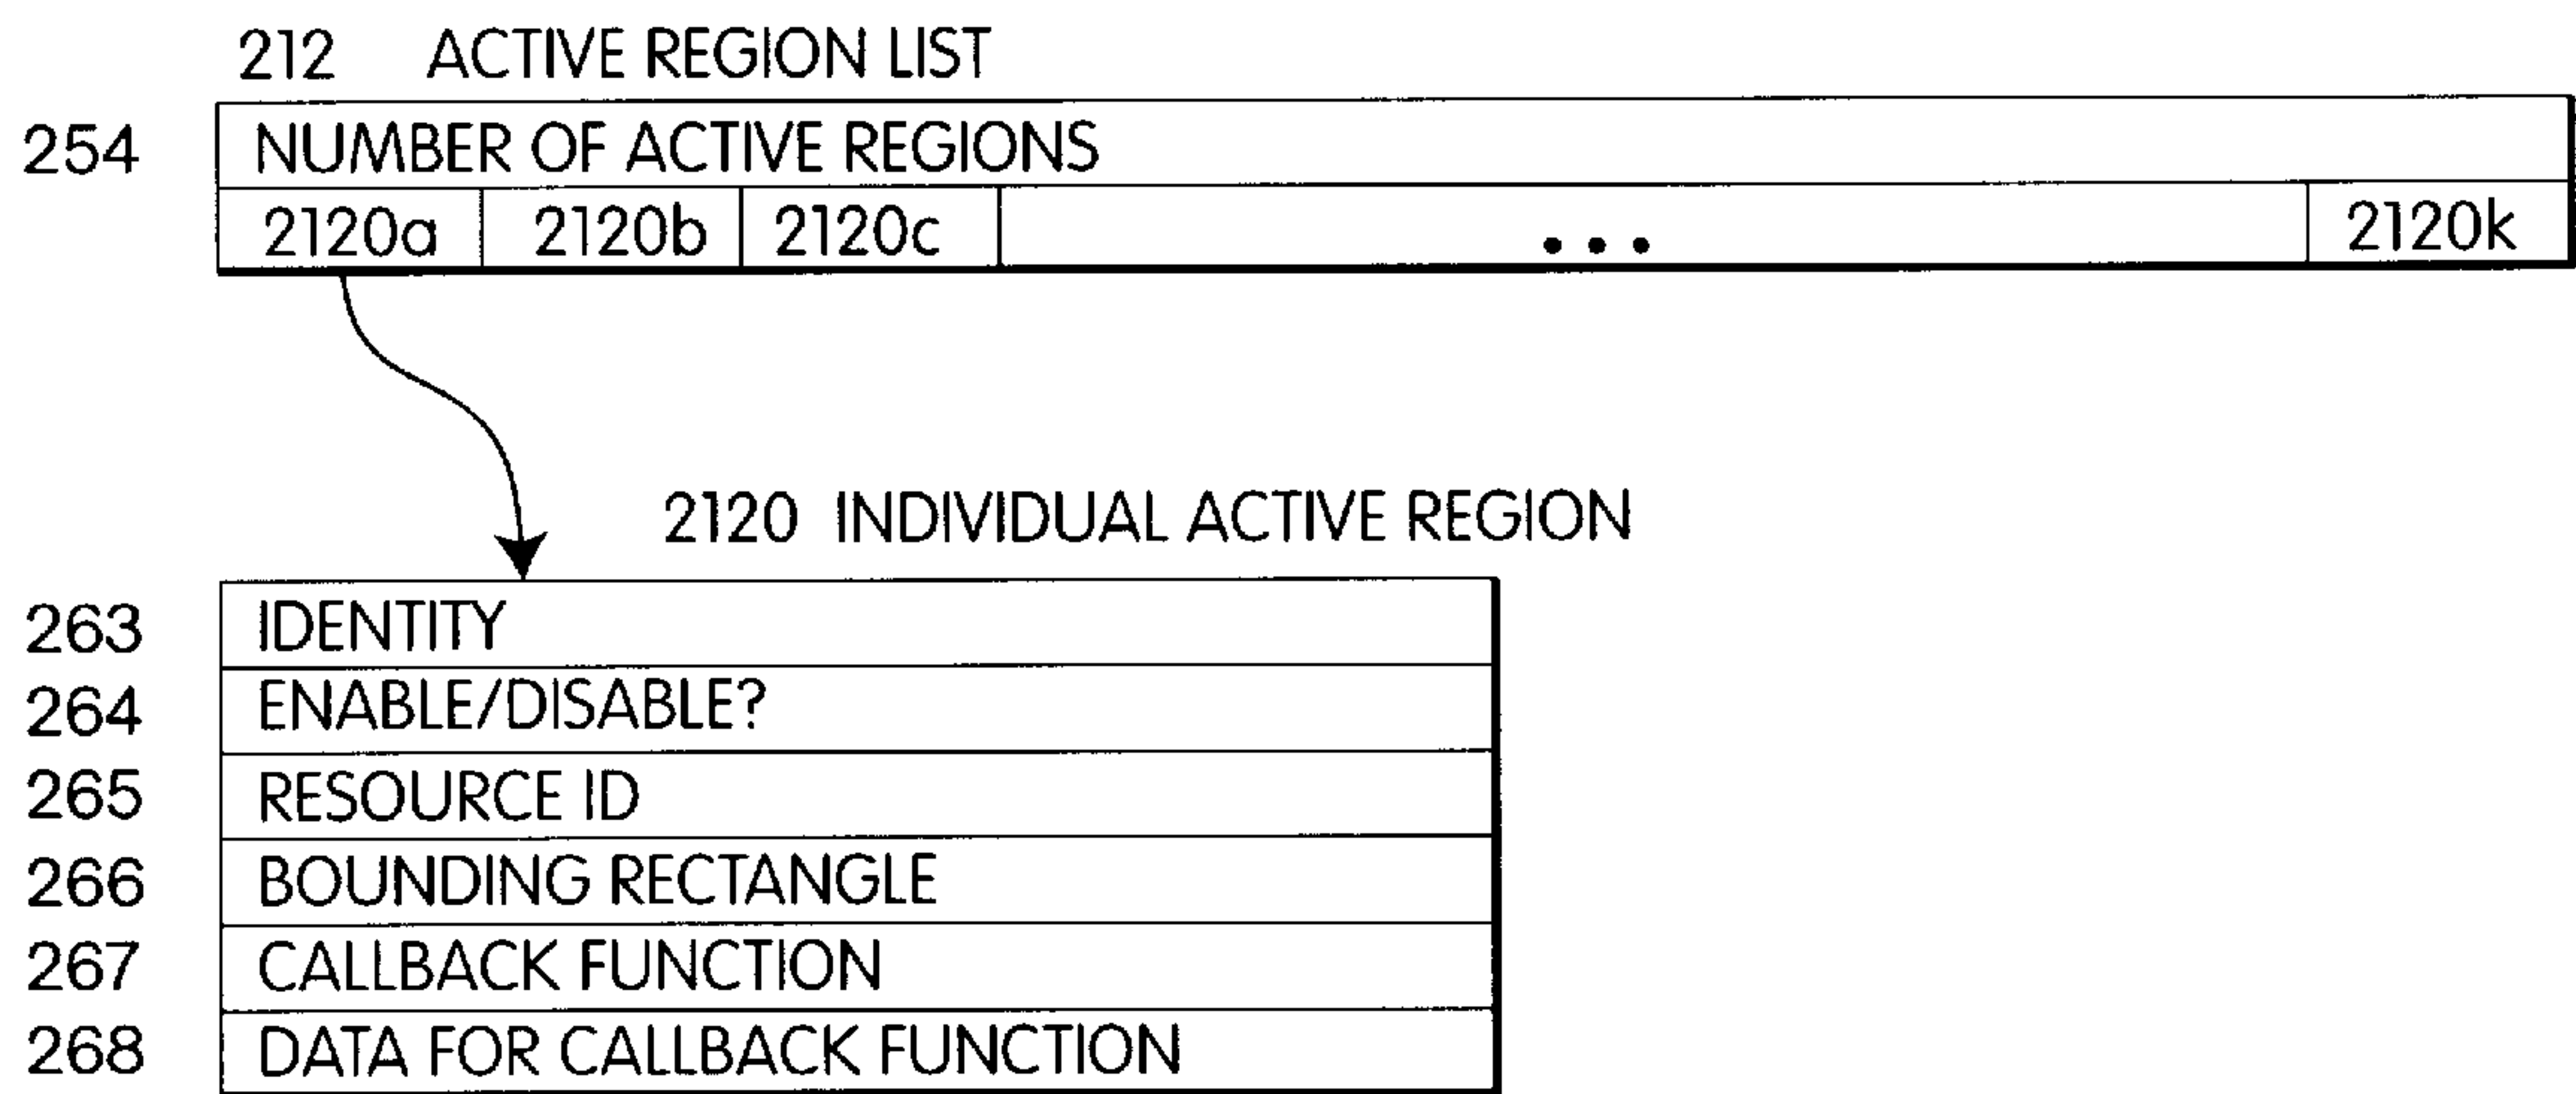 212 ACTIVE REGION LIST
254 NUMBER OF ACTIVE REGIONS
2120a 2120b 2120c ... 2120k
2120 INDIVIDUAL ACTIVE REGION
263 IDENTITY
264 ENABLE/DISABLE?
265 RESOURCE ID
266 BOUNDING RECTANGLE
267 CALLBACK FUNCTION
268 DATA FOR CALLBACK FUNCTION